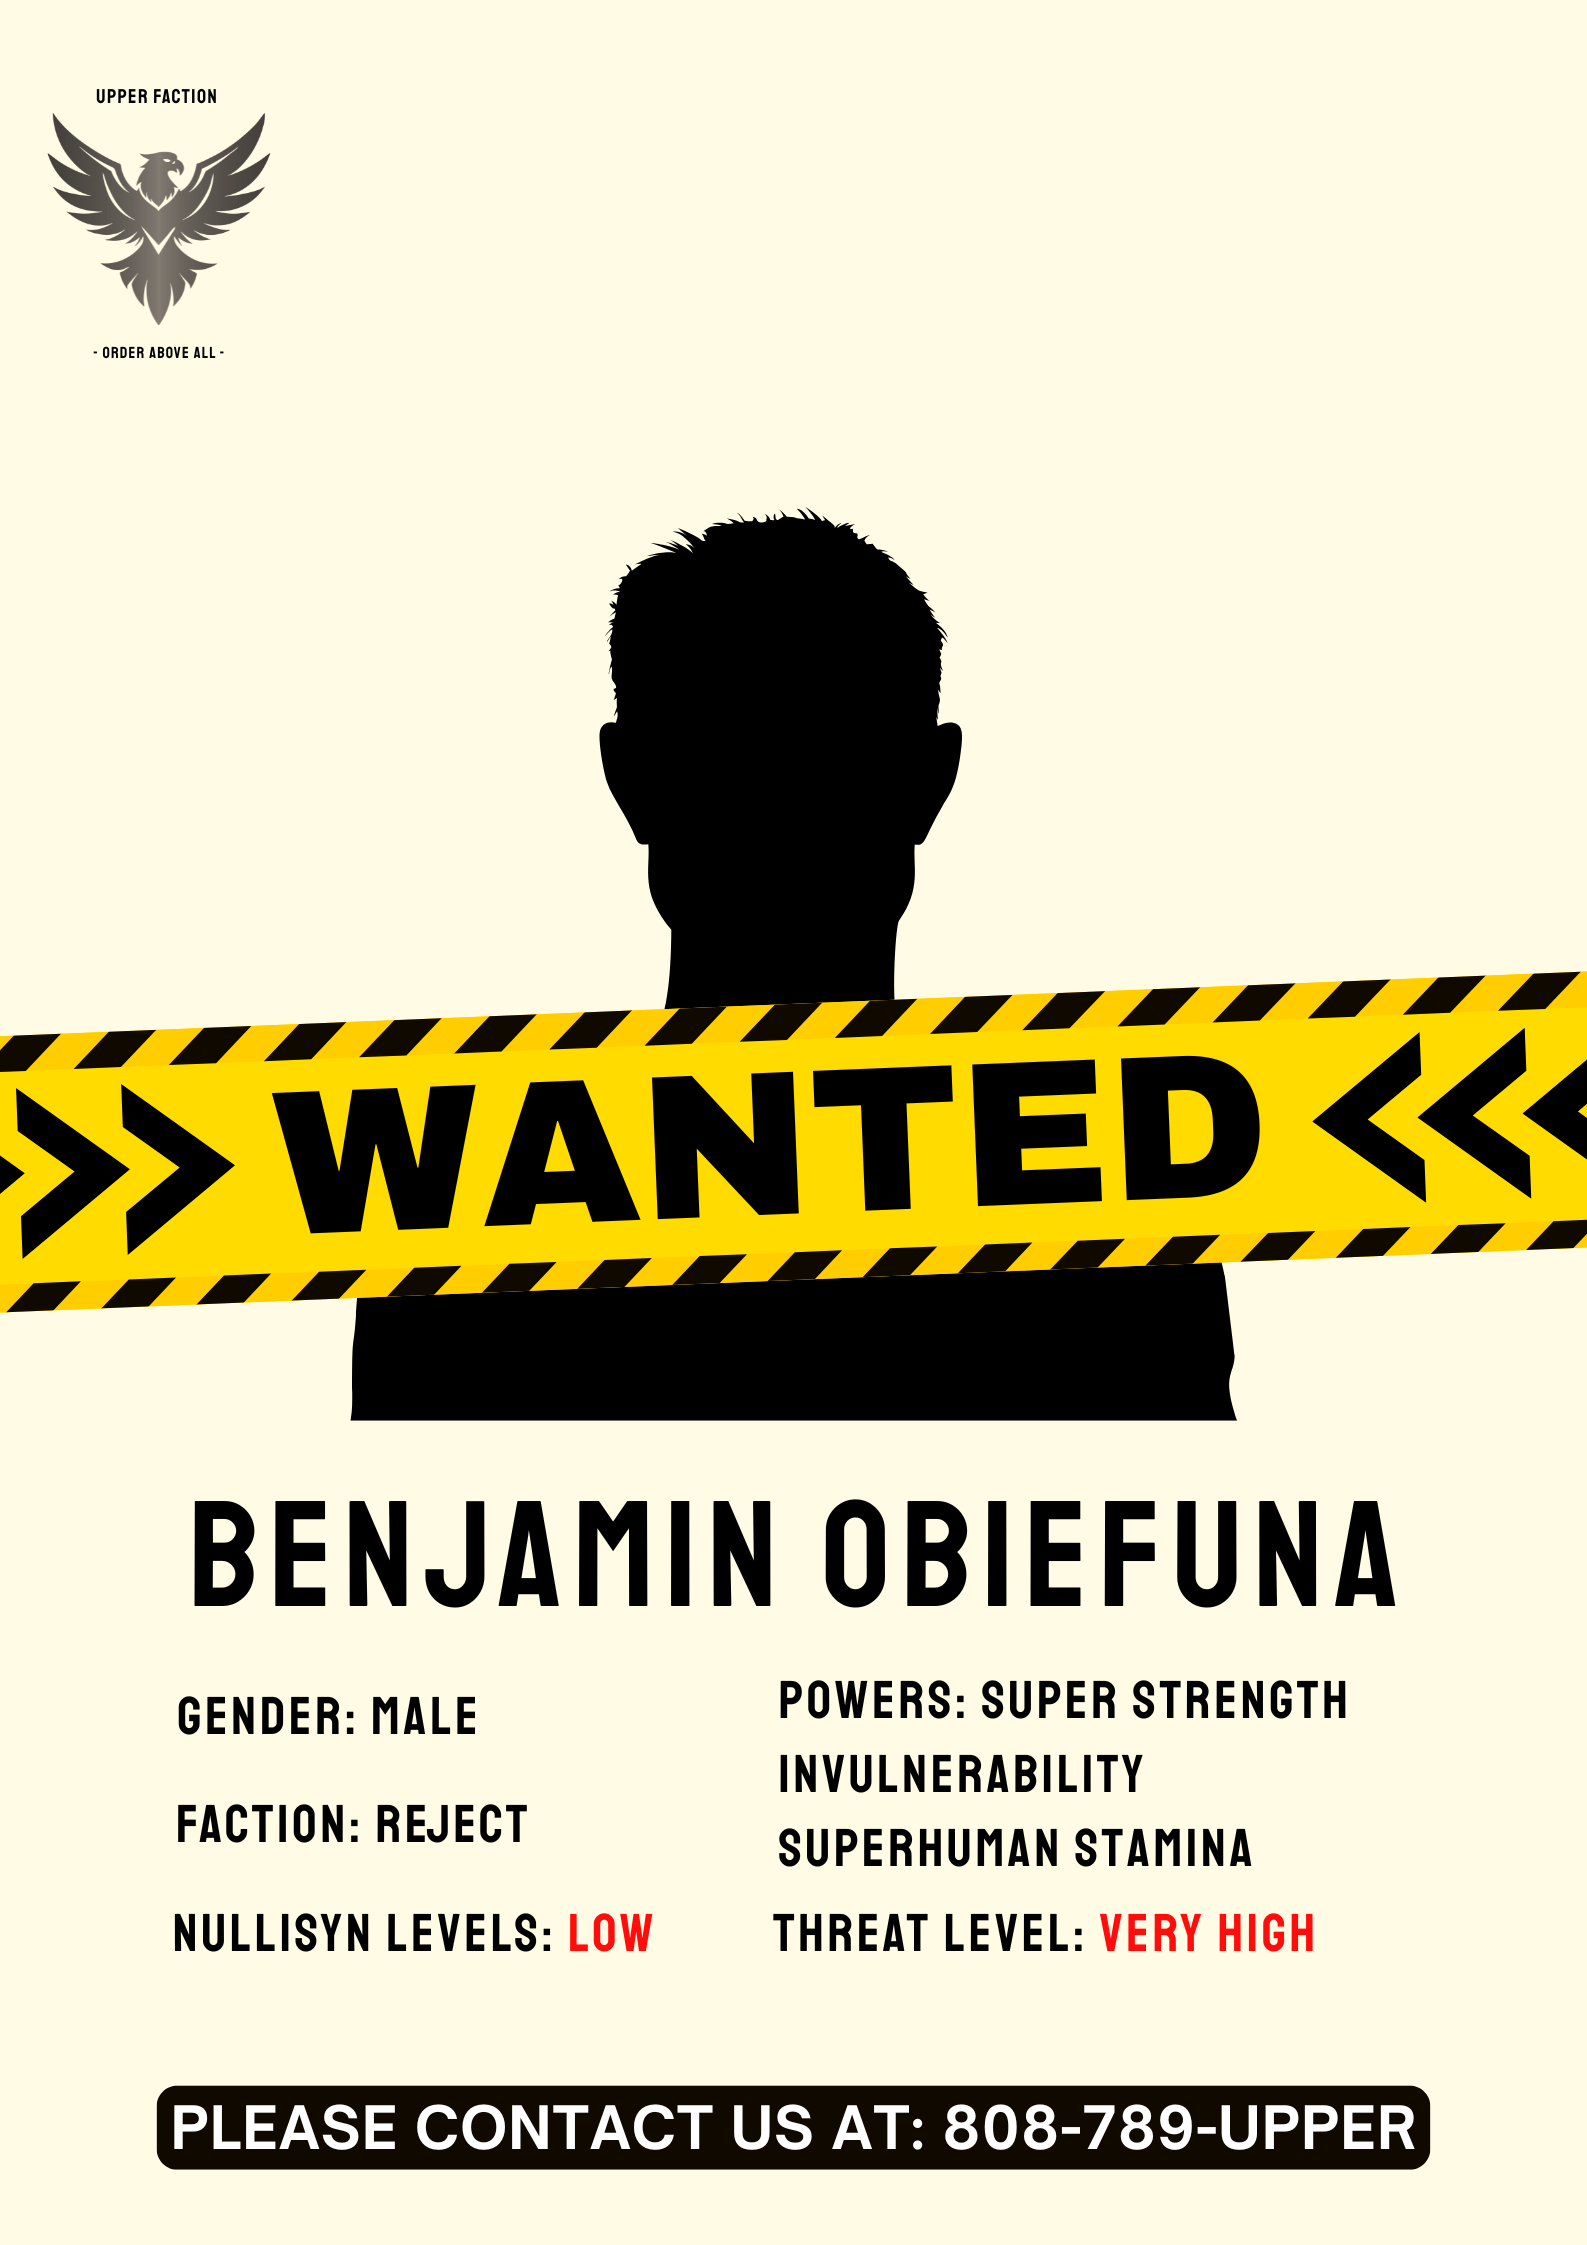 UPPER FACTION
- ORDER ABOVE ALL -
WANTED
BENJAMIN OBIEFUNA
GENDER: MALE
FACTION: REJECT
NULLISYN LEVELS: LOW
POWERS: SUPER STRENGTH
INVULNERABILITY
SUPERHUMAN STAMINA
THREAT LEVEL: VERY HIGH
PLEASE CONTACT US AT: 808-789-UPPER